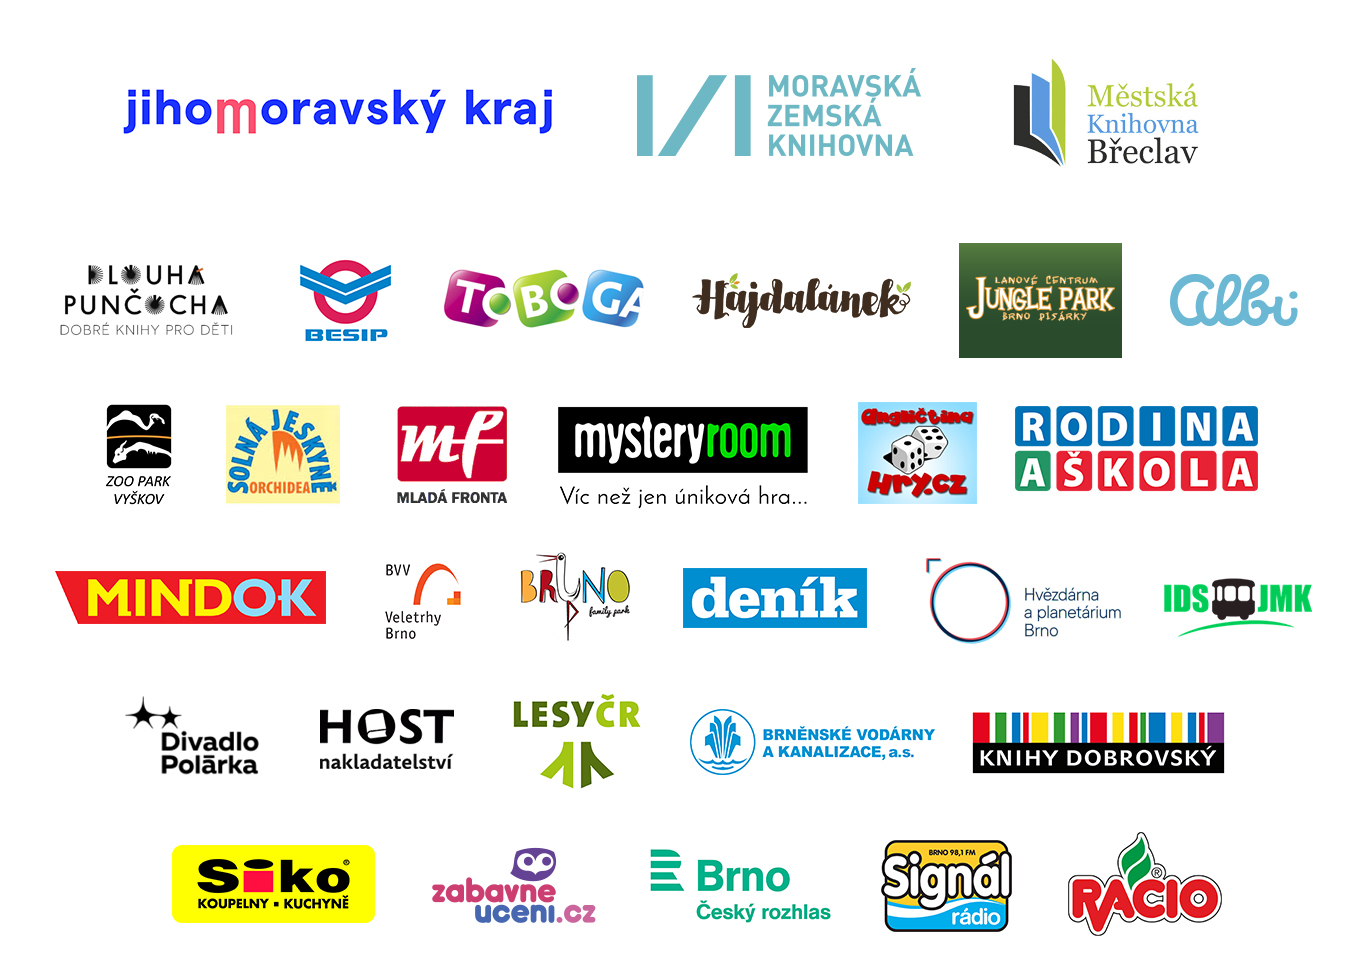 jihomoravský kraj
MORAVSKÁ
ZEMSKÁ
KNIHOVNA
Městská
Knihovna
Břeclav
DLOUHÁ
PUNČOCHA
DOBRÉ KNIHY PRO DĚTI
BESIP
TOBOGA
Hájdalánek
LANOVÉ CENTRUM
JUNGLE PARK
BRNO PISÁRKY
albi
ZOO PARK
VYŠKOV
SOLNÁ JESKYNĚ
ORCHIDEA
mf
MLADÁ FRONTA
mysteryroom
Víc než jen úniková hra...
angličtina
Hry.cz
RODINA
AŠKOLA
MINDOK
BVV
Veletrhy
Brno
BRUNO
family park
deník
Hvězdárna
a planetárium
Brno
IDS JMK
Divadlo
Polárka
HOST
nakladatelství
LESY ČR
BRNĚNSKÉ VODÁRNY
A KANALIZACE, a.s.
KNIHY DOBROVSKÝ
Siko®
KOUPELNY ▪ KUCHYNĚ
zabavne
uceni.cz
Brno
Český rozhlas
BRNO 98,1 FM
Signál
rádio
RACIO®